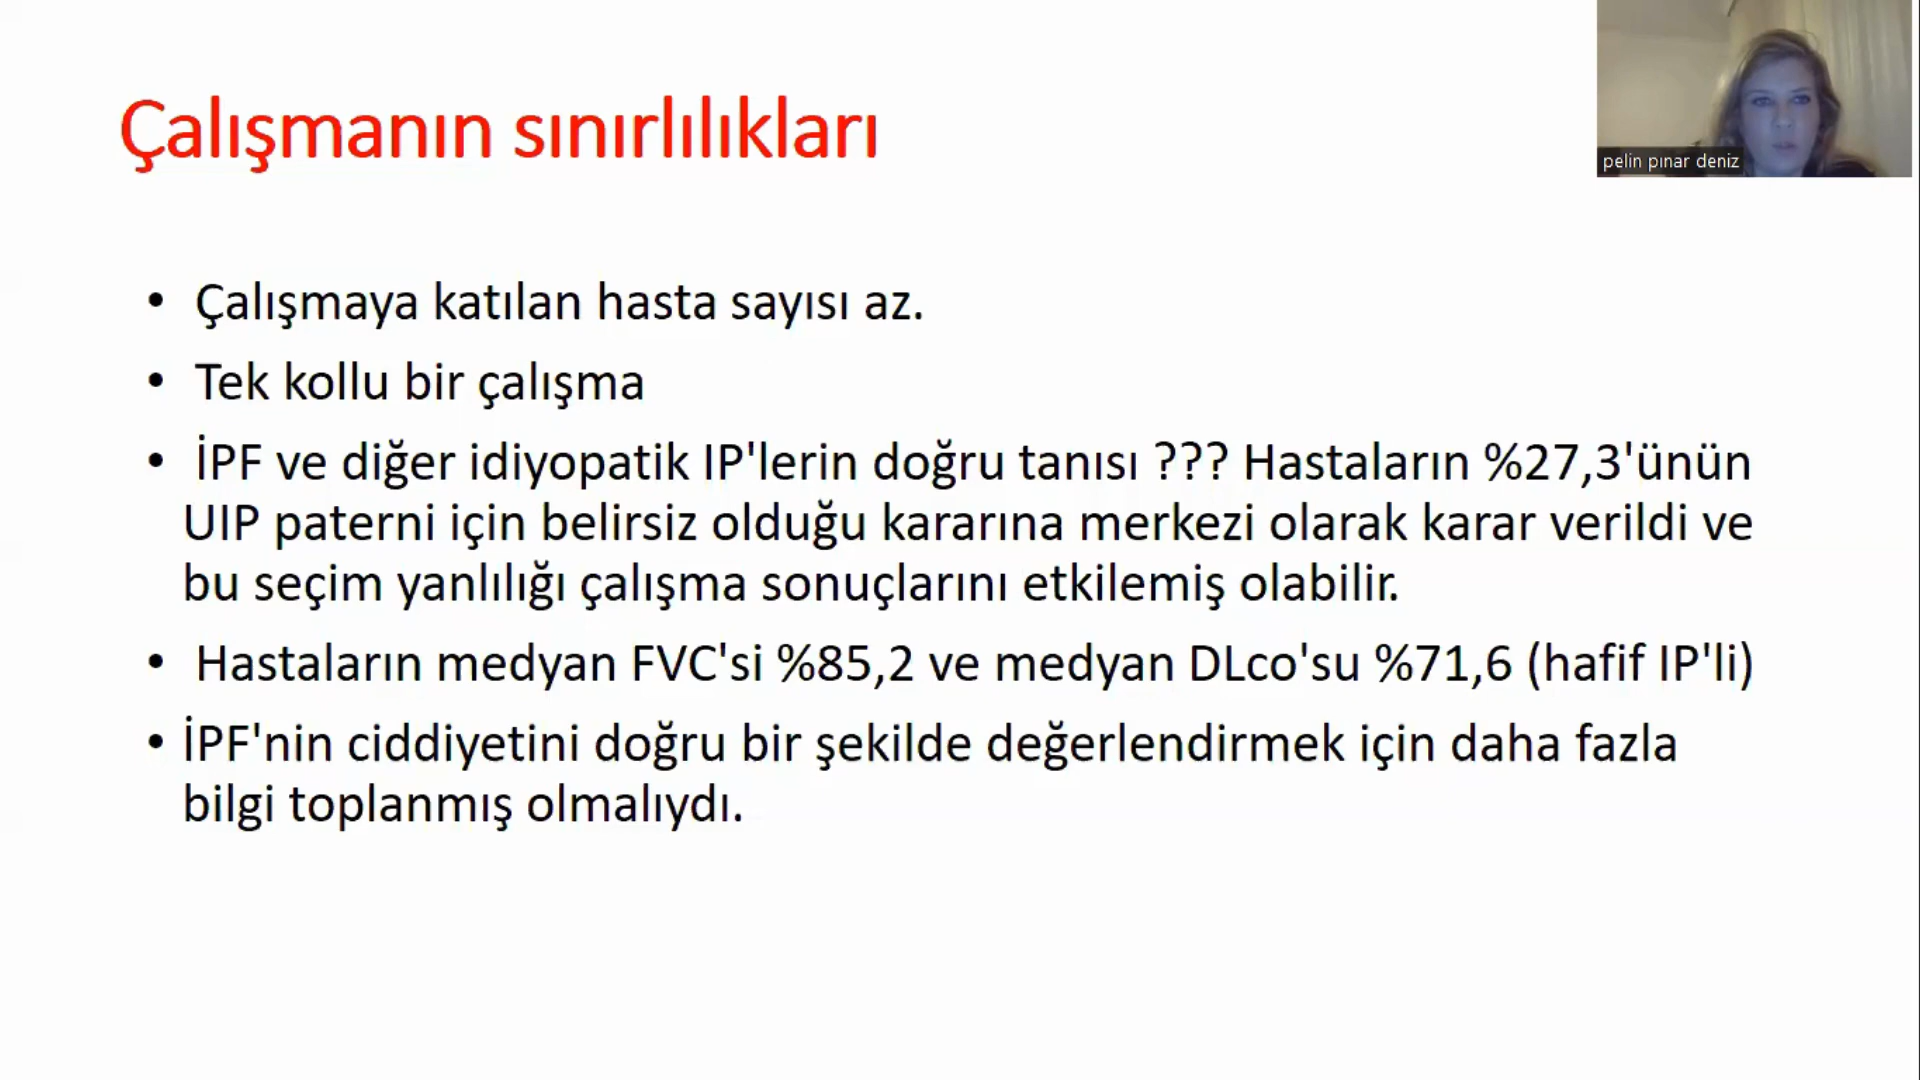 Çalışmanın sınırlılıkları
pelin pınar deniz
• Çalışmaya katılan hasta sayısı az.
• Tek kollu bir çalışma
• İPF ve diğer idiyopatik IP'lerin doğru tanısı ??? Hastaların %27,3'ünün
UIP paterni için belirsiz olduğu kararına merkezi olarak karar verildi ve
bu seçim yanlılığı çalışma sonuçlarını etkilemiş olabilir.
• Hastaların medyan FVC'si %85,2 ve medyan DLco'su %71,6 (hafif IP'li)
• İPF'nin ciddiyetini doğru bir şekilde değerlendirmek için daha fazla
bilgi toplanmış olmalıydı.